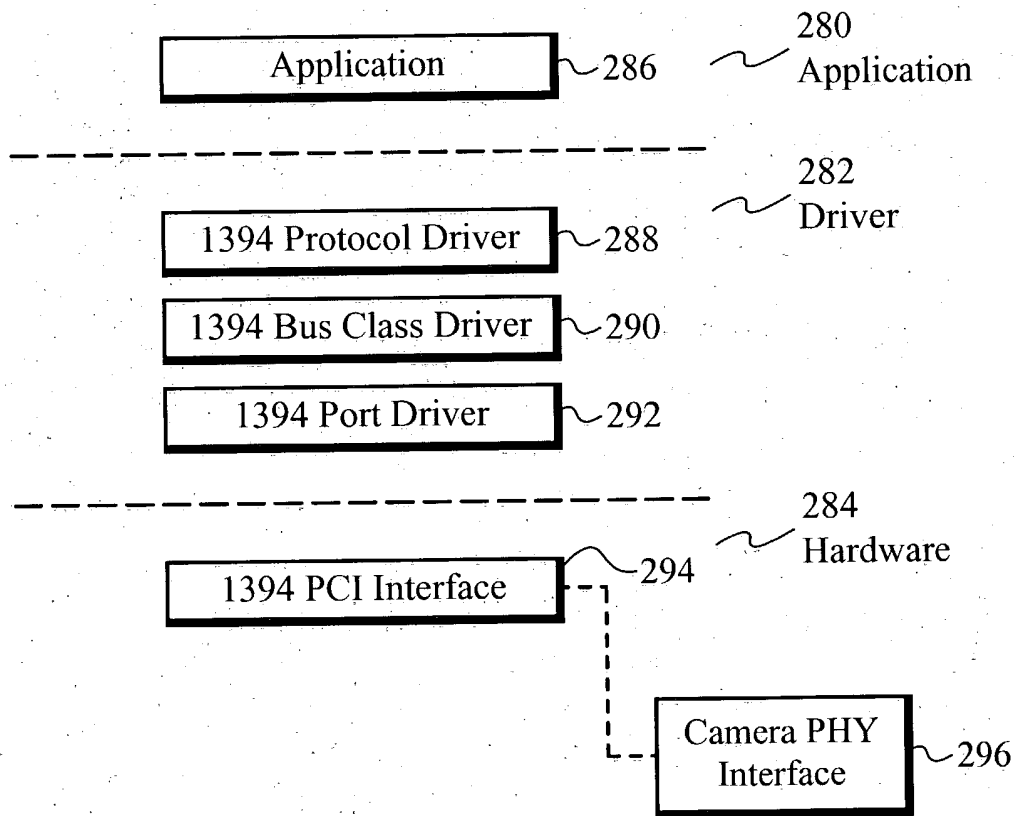 280
Application
Application
286
282
Driver
1394 Protocol Driver
288
1394 Bus Class Driver
290
1394 Port Driver
292
284
Hardware
1394 PCI Interface
294
Camera PHY
Interface
296